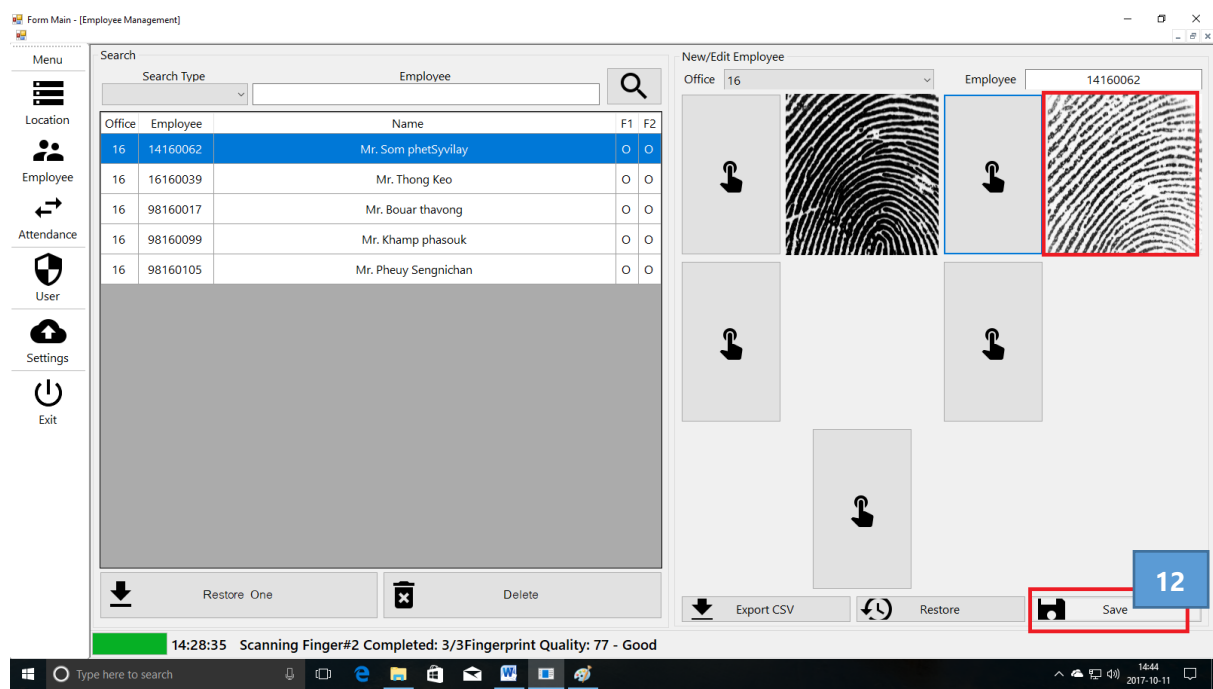 Form Main - [Employee Management]
Menu
Location
Employee
Attendance
User
Settings
Exit
Search
Search Type Employee
Office Employee Name F1 F2
16 14160062 Mr. Som phetSyvilay O O
16 16160039 Mr. Thong Keo O O
16 98160017 Mr. Bouar thavong O O
16 98160099 Mr. Khamp phasouk O O
16 98160105 Mr. Pheuy Sengnichan O O
Restore One Delete
New/Edit Employee
Office 16 Employee 14160062
12
Export CSV Restore Save
14:28:35 Scanning Finger#2 Completed: 3/3Fingerprint Quality: 77 - Good
Type here to search
14:44
2017-10-11